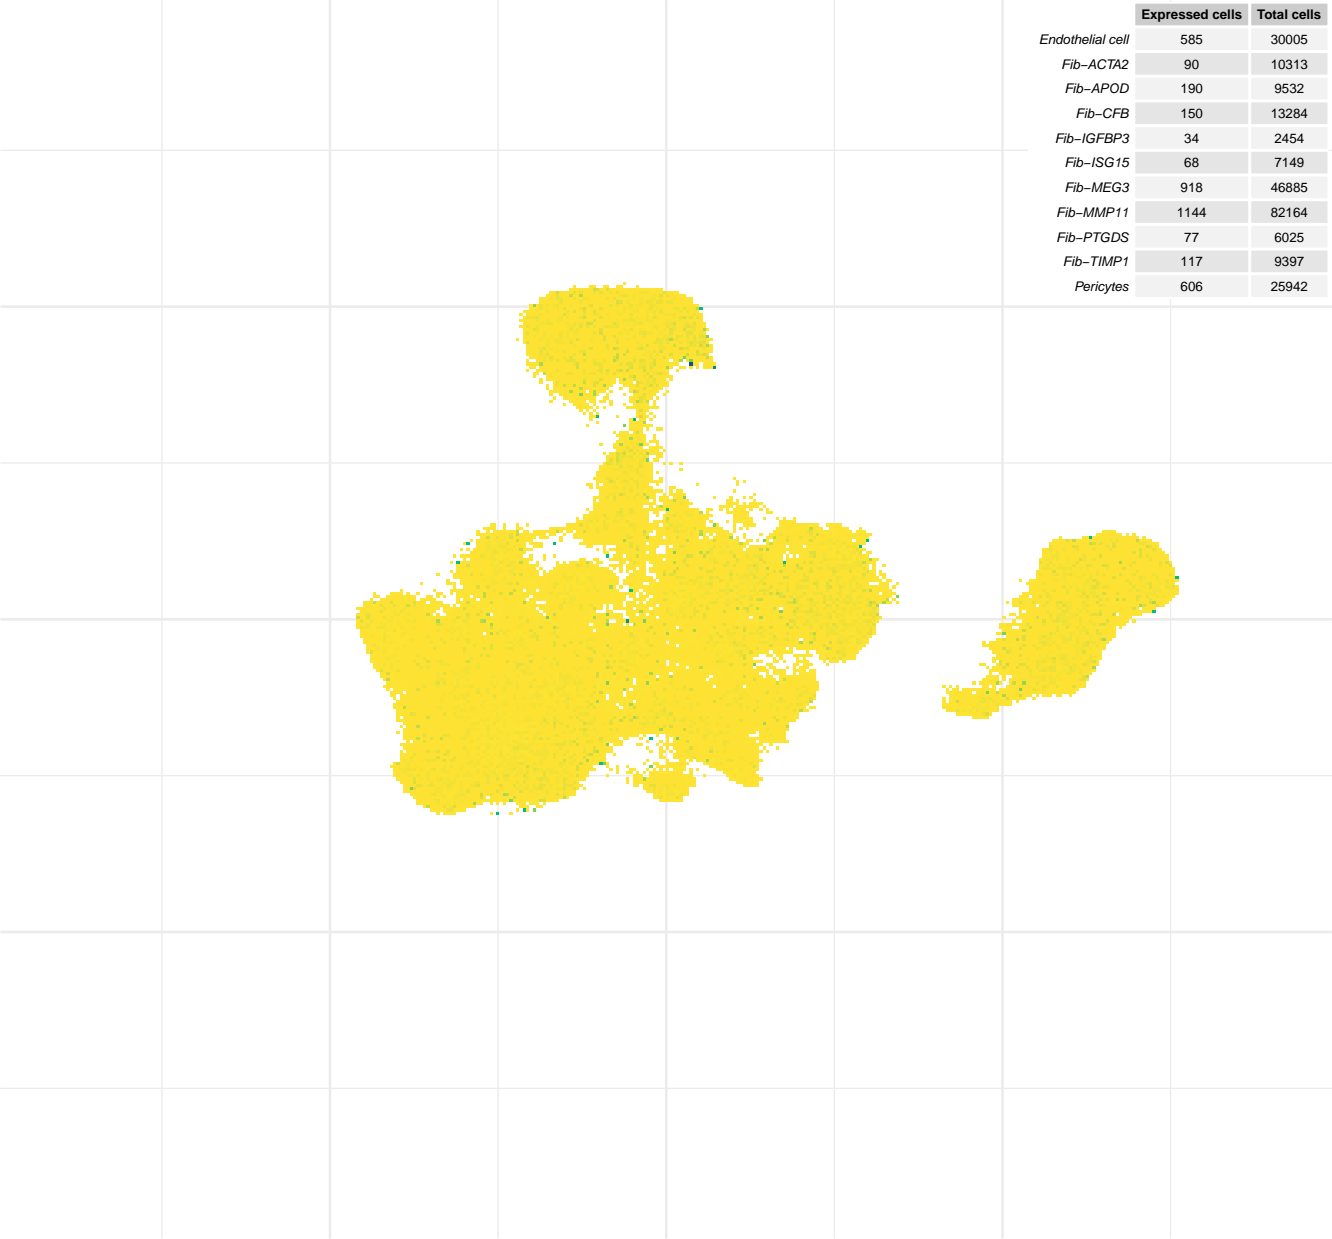 Expressed cells Total cells
Endothelial cell 585 30005
Fib−ACTA2 90 10313
Fib−APOD 190 9532
Fib−CFB 150 13284
Fib−IGFBP3 34 2454
Fib−ISG15 68 7149
Fib−MEG3 918 46885
Fib−MMP11 1144 82164
Fib−PTGDS 77 6025
Fib−TIMP1 117 9397
Pericytes 606 25942